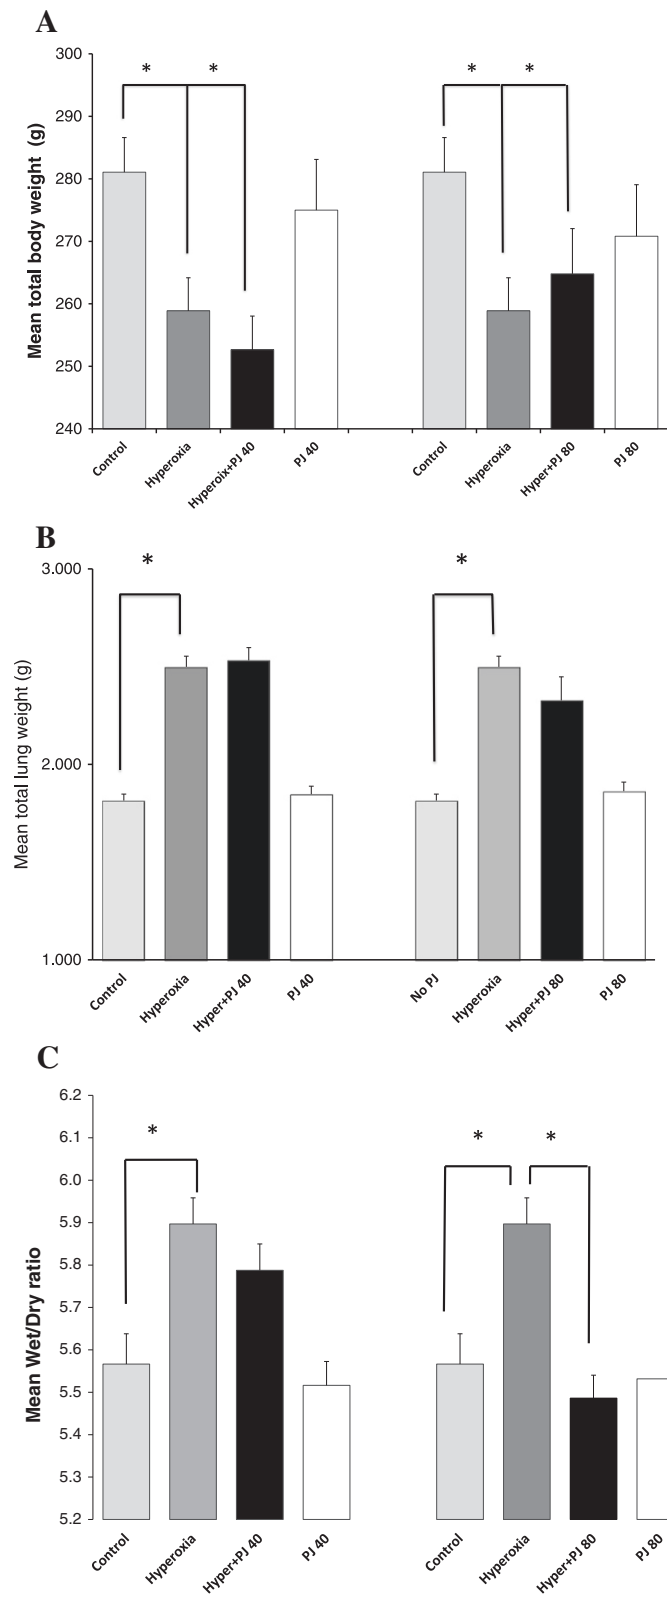 A
Mean total body weight (g)
300
290
280
270
260
250
240
* * * *
Control Hyperoxia Hyperoix+PJ 40 PJ 40 Control Hyperoxia Hyper+PJ 80 PJ 80
B
Mean total lung weight (g)
3.000
2.000
1.000
* *
Control Hyperoxia Hyper+PJ 40 PJ 40 No PJ Hyperoxia Hyper+PJ 80 PJ 80
C
Mean Wet/Dry ratio
6.2
6.1
6.0
5.9
5.8
5.7
5.6
5.5
5.4
5.3
5.2
* * *
Control Hyperoxia Hyper+PJ 40 PJ 40 Control Hyperoxia Hyper+PJ 80 PJ 80